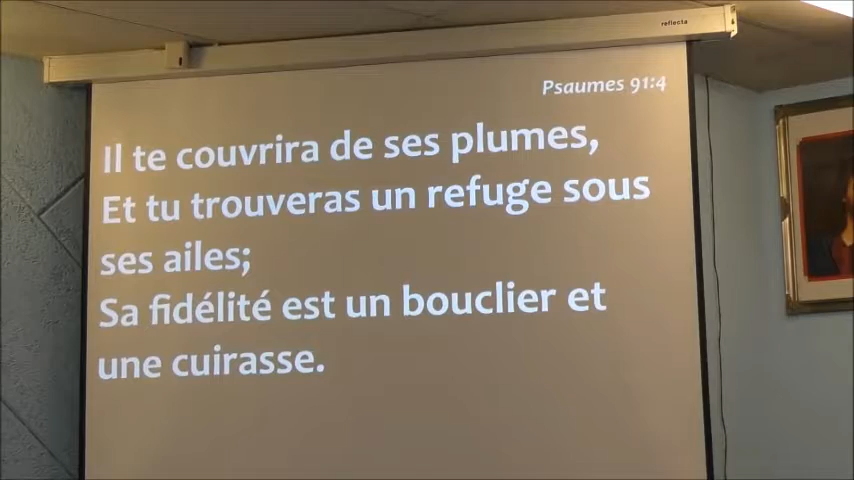 reflecta
Psaumes 91:4
Il te couvrira de ses plumes,
Et tu trouveras un refuge sous
ses ailes;
Sa fidélité est un bouclier et
une cuirasse.